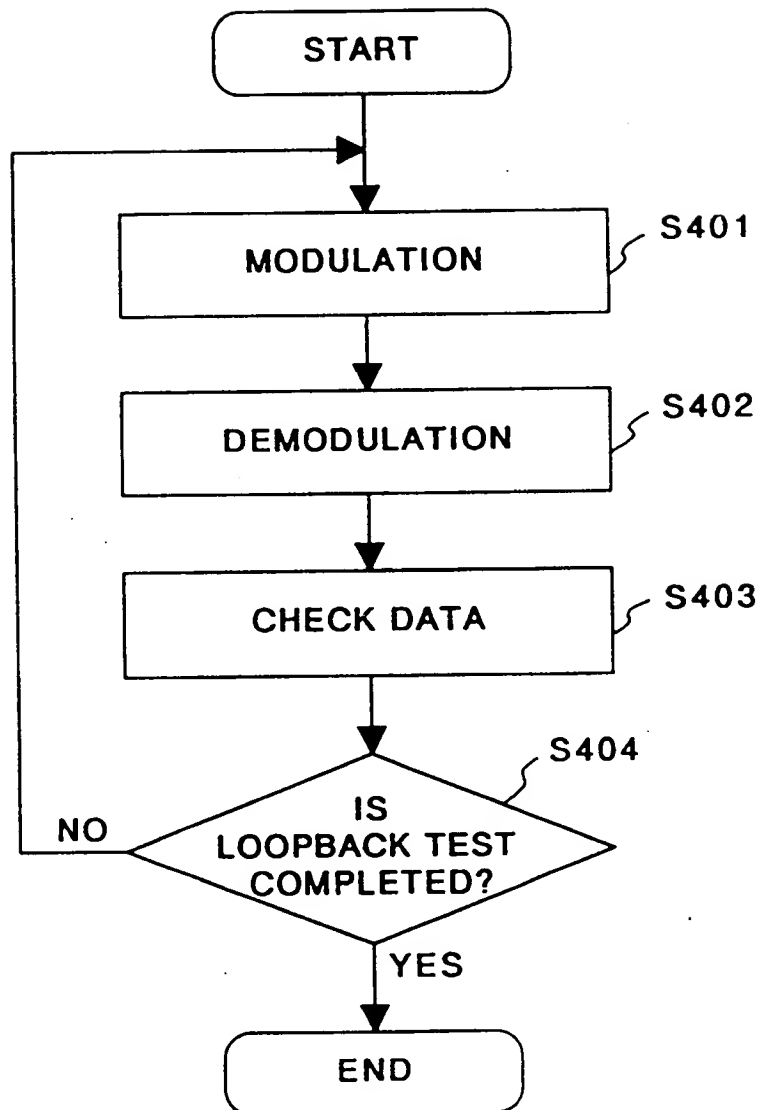 START
MODULATION
S401
DEMODULATION
S402
CHECK DATA
S403
S404
IS
LOOPBACK TEST
COMPLETED?
NO
YES
END